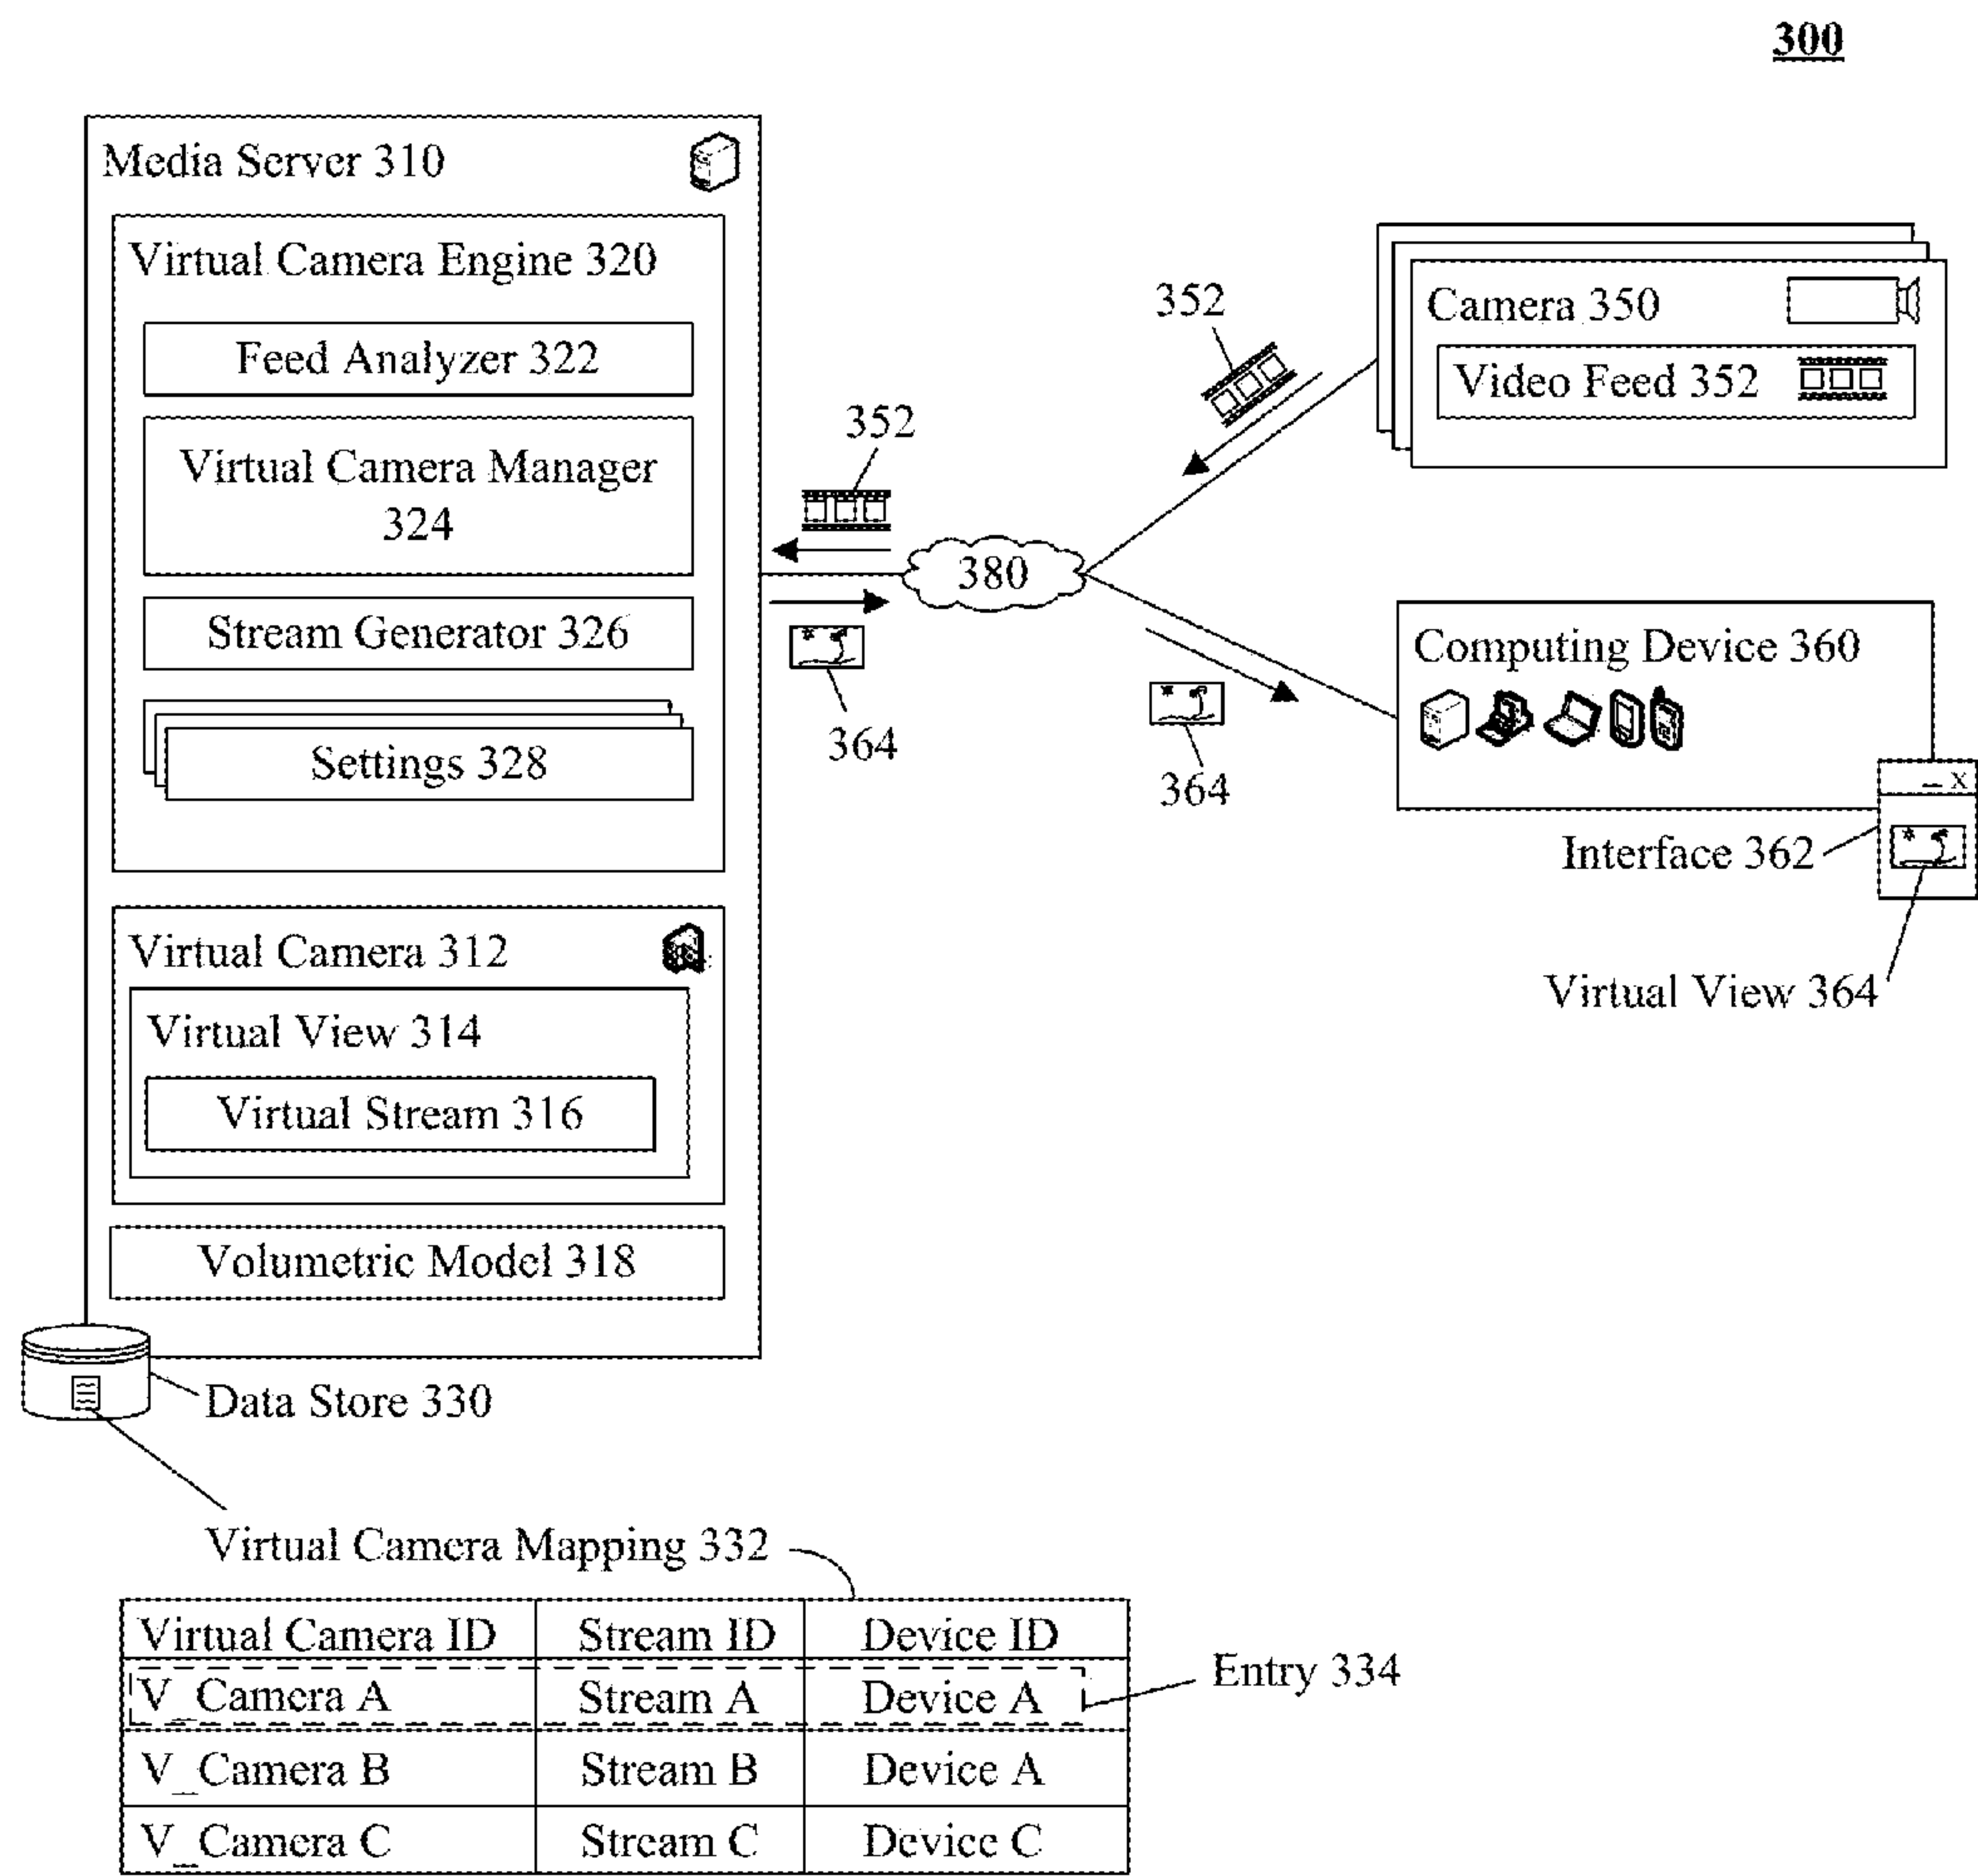 300
Media Server 310
Virtual Camera Engine 320
Feed Analyzer 322
Virtual Camera Manager
324
Stream Generator 326
Settings 328
Virtual Camera 312
Virtual View 314
Virtual Stream 316
Volumetric Model 318
Data Store 330
352
364
380
352
364
Camera 350
Video Feed 352
Computing Device 360
_ X
Interface 362
Virtual View 364
Virtual Camera Mapping 332
Virtual Camera ID Stream ID Device ID
V_Camera A Stream A Device A
Entry 334
V_Camera B Stream B Device A
V_Camera C Stream C Device C